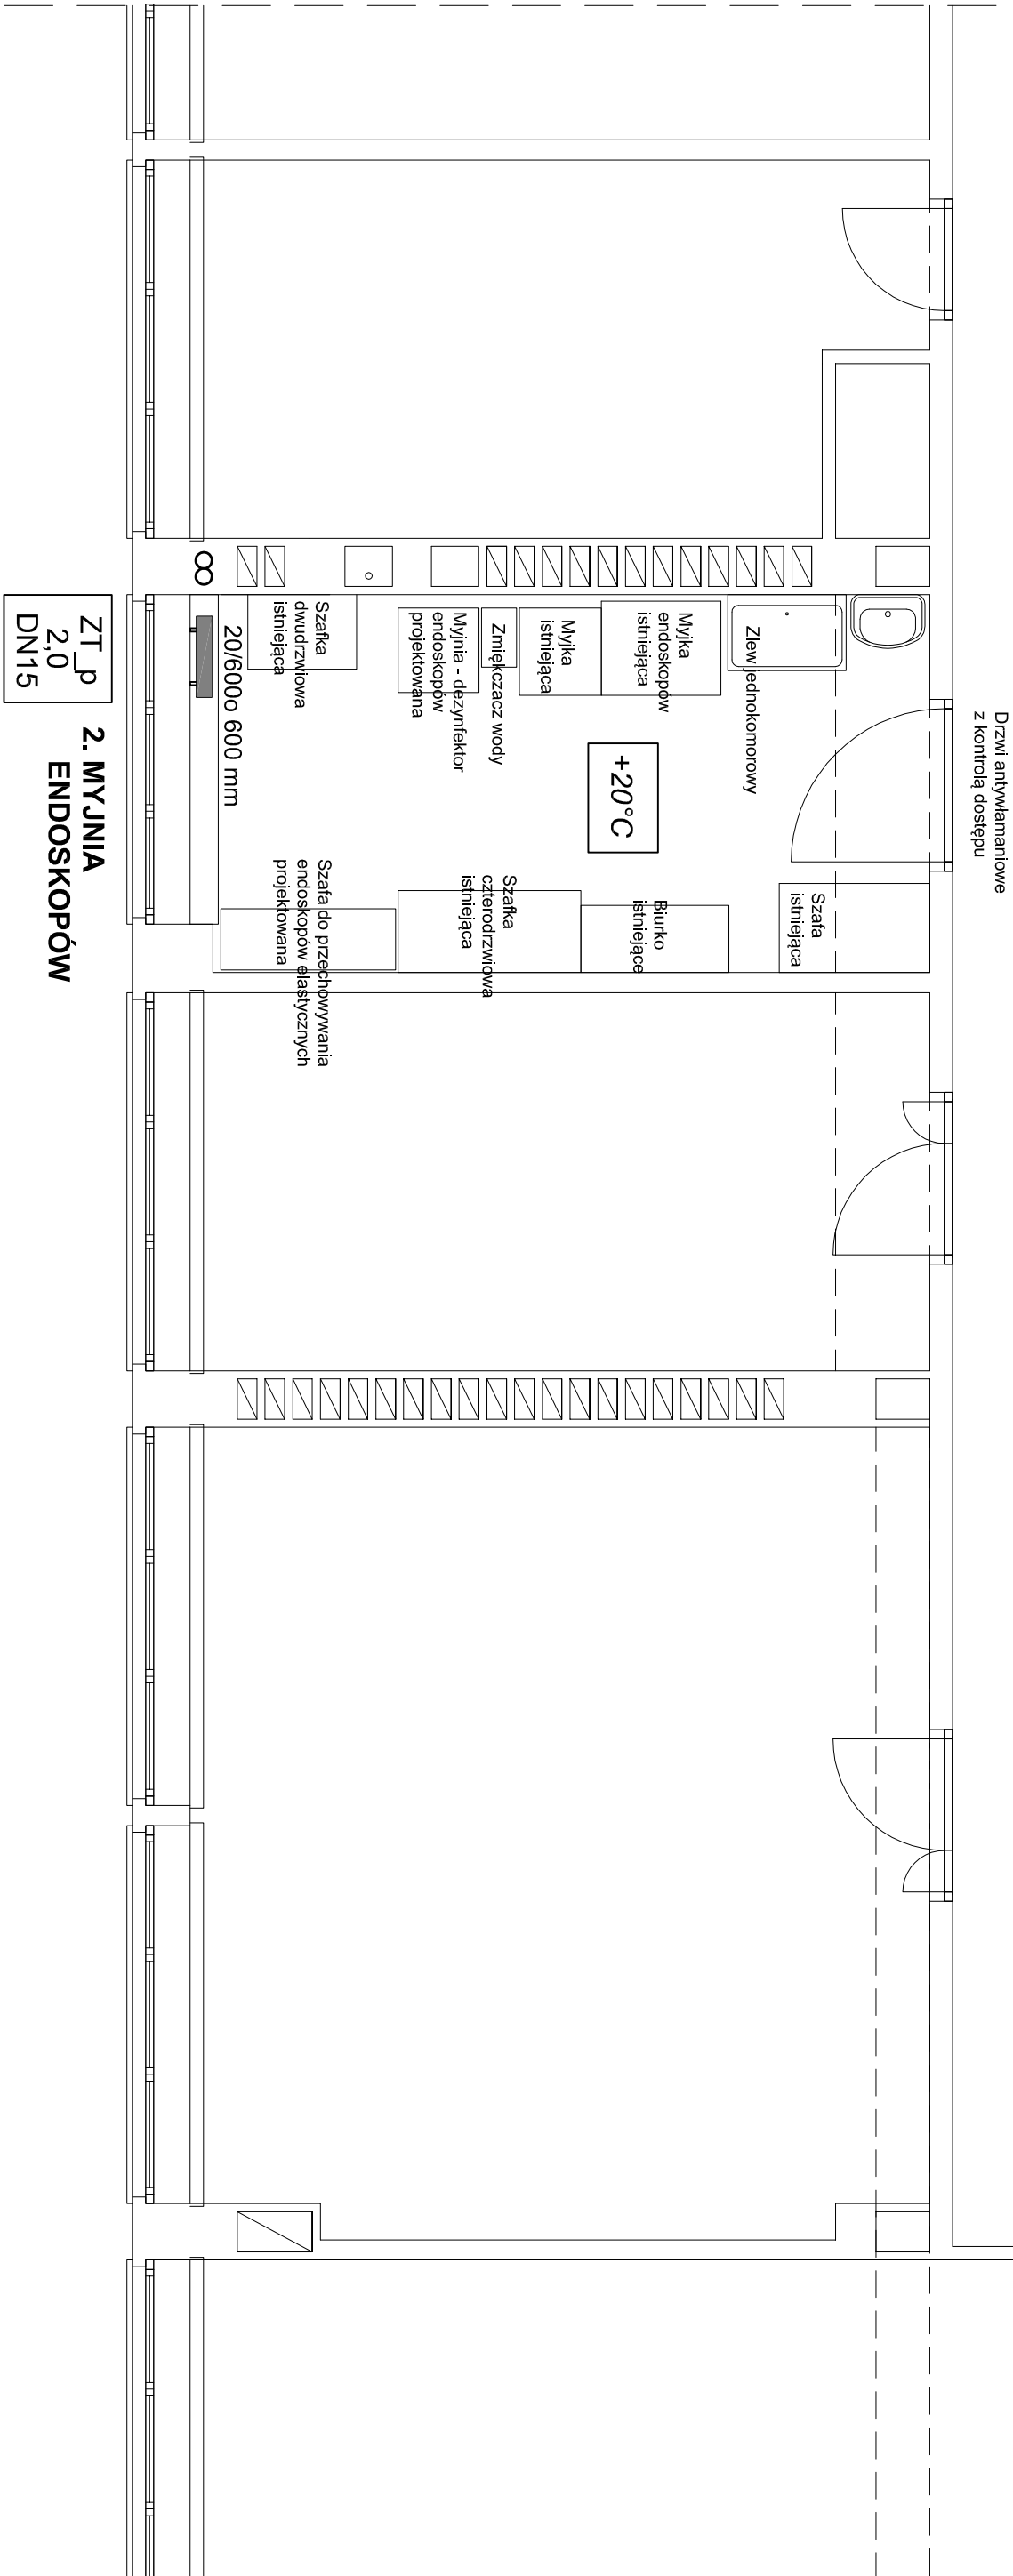 Drzwi antywłamaniowe
z kontrolą dostępu
Zlew jednokomorowy
Myjka
endoskopów
istniejąca
Myjka
istniejąca
Zmiękczacz wody
Myjnia - dezynfektor
endoskopów
projektowana
Szafka
dwudrzwiowa
istniejąca
20/600o 600 mm
+20°C
Szafa
istniejąca
Biurko
istniejące
Szafka
czterodrzwiowa
istniejąca
Szafa do przechowywania
endoskopów elastycznych
projektowana
ZT_p
2,0
DN15
2. MYJNIA
ENDOSKOPÓW